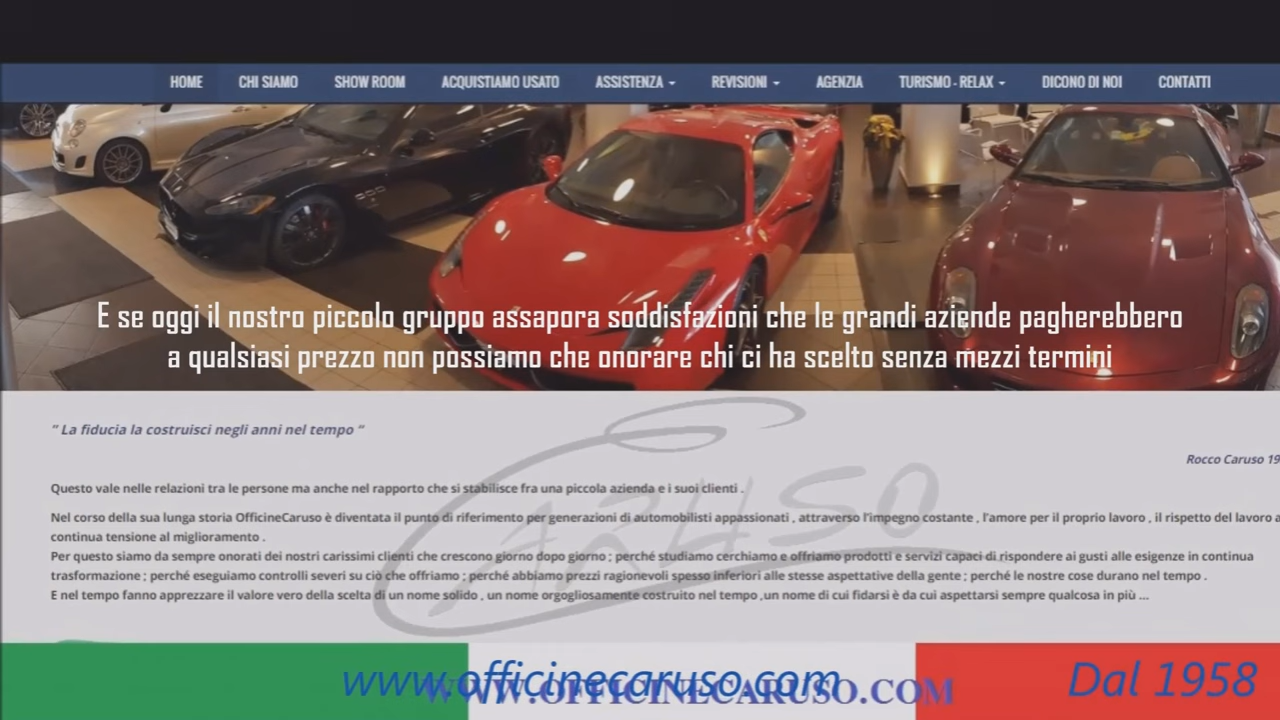 HOME CHI SIAMO SHOW ROOM ACQUISTIAMO USATO ASSISTENZA REVISIONI AGENZIA TURISMO - RELAX DICONO DI NOI CONTATTI
E se oggi il nostro piccolo gruppo assapora soddisfazioni che le grandi aziende pagherebbero
a qualsiasi prezzo non possiamo che onorare chi ci ha scelto senza mezzi termini
" La fiducia la costruisci negli anni nel tempo "
Rocco Caruso 19
Questo vale nelle relazioni tra le persone ma anche nel rapporto che si stabilisce fra una piccola azienda e i suoi clienti .
CARUSO
Nel corso della sua lunga storia OfficineCaruso è diventata il punto di riferimento per generazioni di automobilisti appassionati , attraverso l'impegno costante , l'amore per il proprio lavoro , il rispetto del lavoro a
continua tensione al miglioramento .
Per questo siamo da sempre onorati dei nostri carissimi clienti che crescono giorno dopo giorno ; perché studiamo cerchiamo e offriamo prodotti e servizi capaci di rispondere ai gusti alle esigenze in continua
trasformazione ; perché eseguiamo controlli severi su ciò che offriamo ; perché abbiamo prezzi ragionevoli spesso inferiori alle stesse aspettative della gente ; perché le nostre cose durano nel tempo .
E nel tempo fanno apprezzare il valore vero della scelta di un nome solido , un nome orgogliosamente costruito nel tempo ,un nome di cui fidarsi è da cui aspettarsi sempre qualcosa in più ...
www.officinecaruso.com
WWW.OFFICINECARUSO.COM
Dal 1958